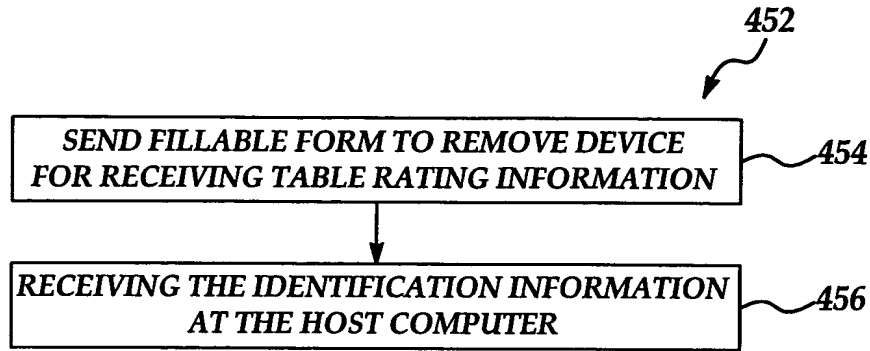 452
SEND FILLABLE FORM TO REMOVE DEVICE
FOR RECEIVING TABLE RATING INFORMATION
454
RECEIVING THE IDENTIFICATION INFORMATION
AT THE HOST COMPUTER
456